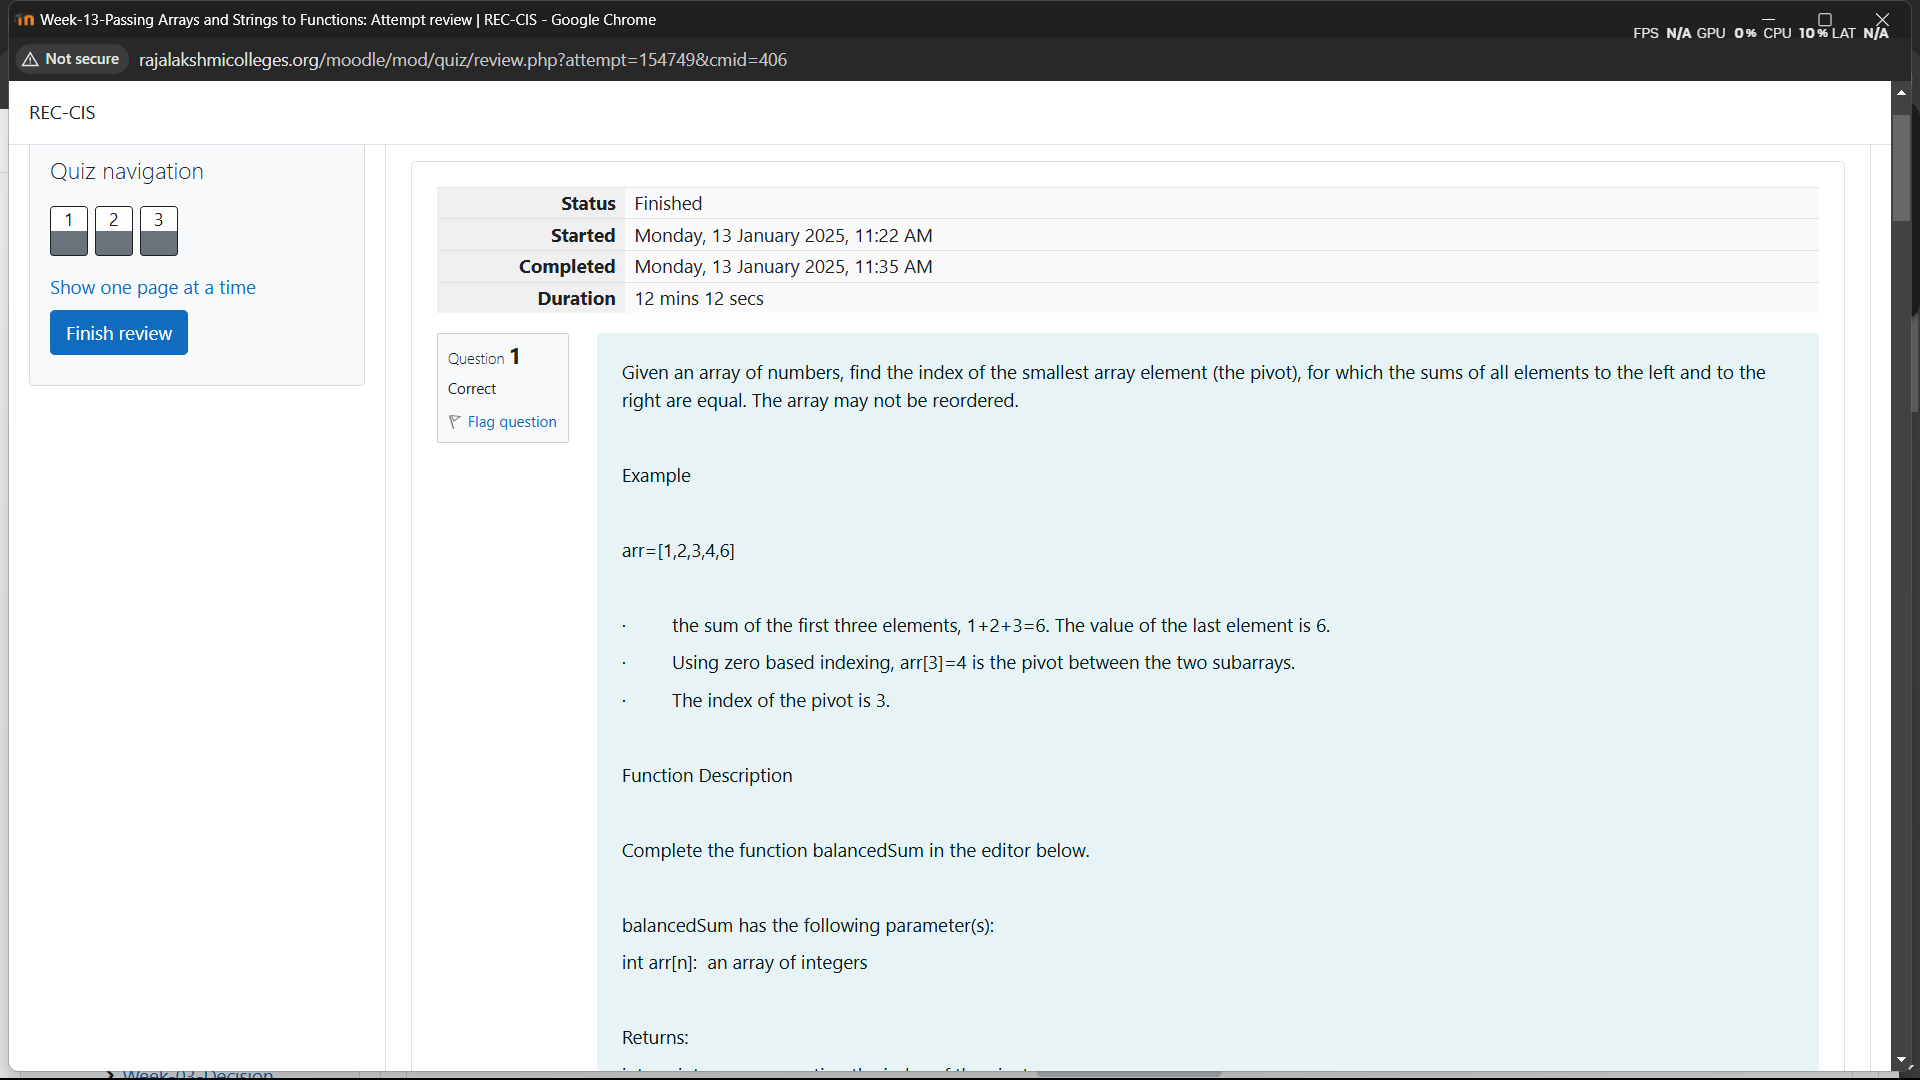 Week-13-Passing Arrays and Strings to Functions: Attempt review | REC-CIS - Google Chrome
FPS N/A GPU 0% CPU 10% LAT N/A
Not secure rajalakshmicolleges.org/moodle/mod/quiz/review.php?attempt=154749&cmid=406
REC-CIS
Quiz navigation
1 2 3
Show one page at a time
Finish review
Status Finished
Started Monday, 13 January 2025, 11:22 AM
Completed Monday, 13 January 2025, 11:35 AM
Duration 12 mins 12 secs
Question 1
Correct
Flag question
Given an array of numbers, find the index of the smallest array element (the pivot), for which the sums of all elements to the left and to the
right are equal. The array may not be reordered.
Example
arr=[1,2,3,4,6]
· the sum of the first three elements, 1+2+3=6. The value of the last element is 6.
· Using zero based indexing, arr[3]=4 is the pivot between the two subarrays.
· The index of the pivot is 3.
Function Description
Complete the function balancedSum in the editor below.
balancedSum has the following parameter(s):
int arr[n]: an array of integers
Returns:
Week-03-Decision